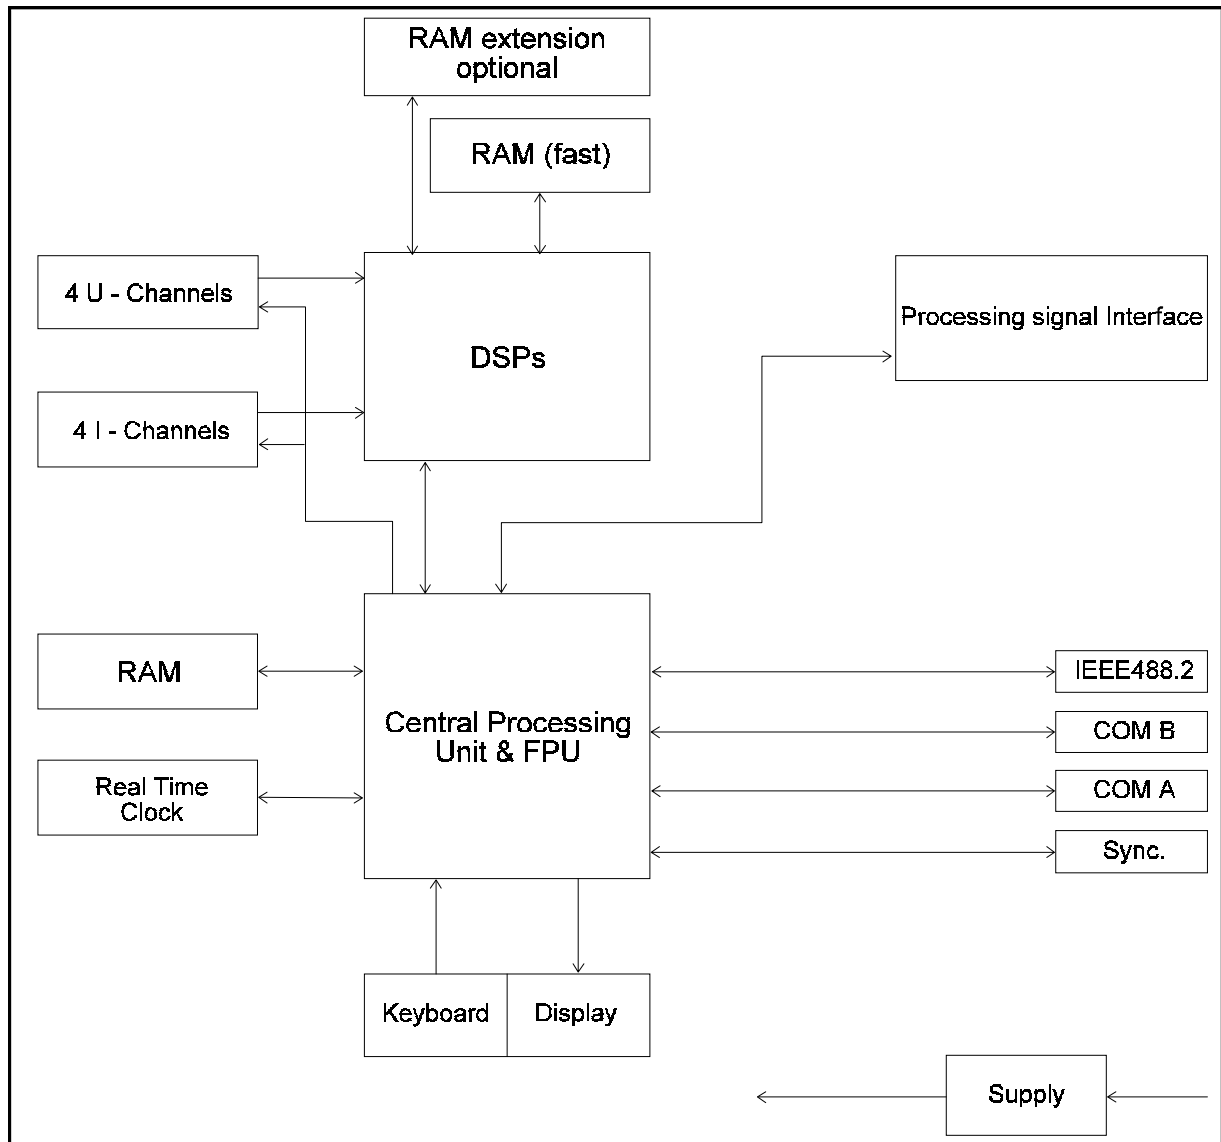 RAM extension
optional
RAM (fast)
4 U - Channels
DSPs
Processing signal Interface
4 I - Channels
RAM
IEEE488.2
Central Processing
Unit & FPU
COM B
Real Time
Clock
COM A
Sync.
Keyboard
Display
Supply